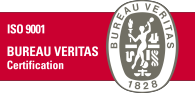 ISO 9001
BUREAU VERITAS
Certification
BUREAU VERITAS
1828